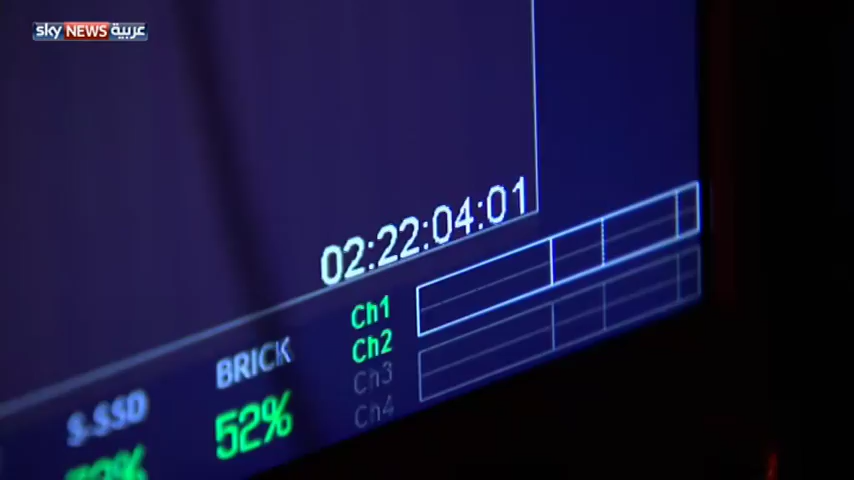 sky NEWS عربية
02:22:04:01
Ch1
Ch2
Ch3
Ch4
BRICK
52%
S-SSD